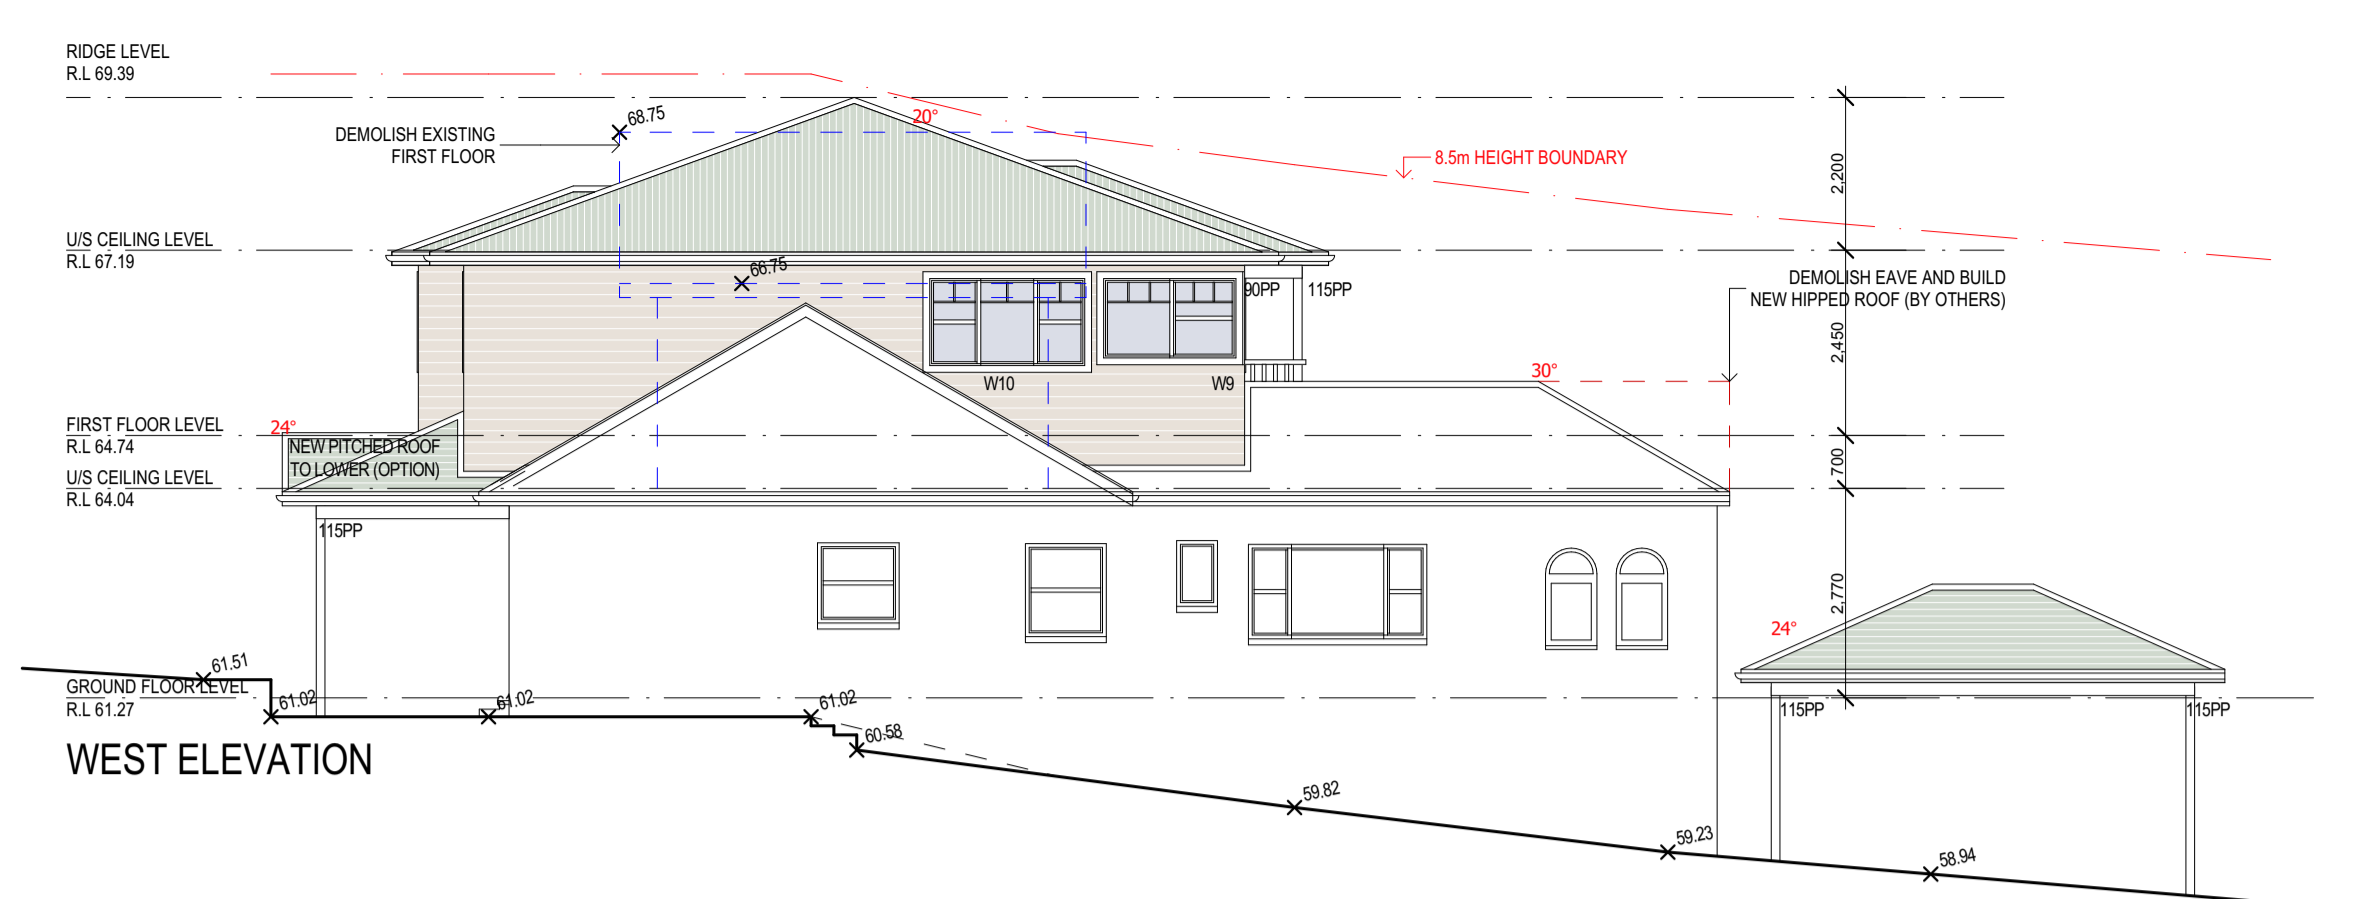 RIDGE LEVEL
R.L 69.39
68.75
DEMOLISH EXISTING
FIRST FLOOR
20°
8.5m HEIGHT BOUNDARY
2,200
U/S CEILING LEVEL
R.L 67.19
66.75
90PP
115PP
DEMOLISH EAVE AND BUILD
NEW HIPPED ROOF (BY OTHERS)
2,450
W10
W9
30°
FIRST FLOOR LEVEL
R.L 64.74
24°
NEW PITCHED ROOF
TO LOWER (OPTION)
700
U/S CEILING LEVEL
R.L 64.04
115PP
2,770
24°
61.51
GROUND FLOOR LEVEL
R.L 61.27
61.02
61.02
61.02
60.58
115PP
115PP
WEST ELEVATION
59.82
59.23
58.94